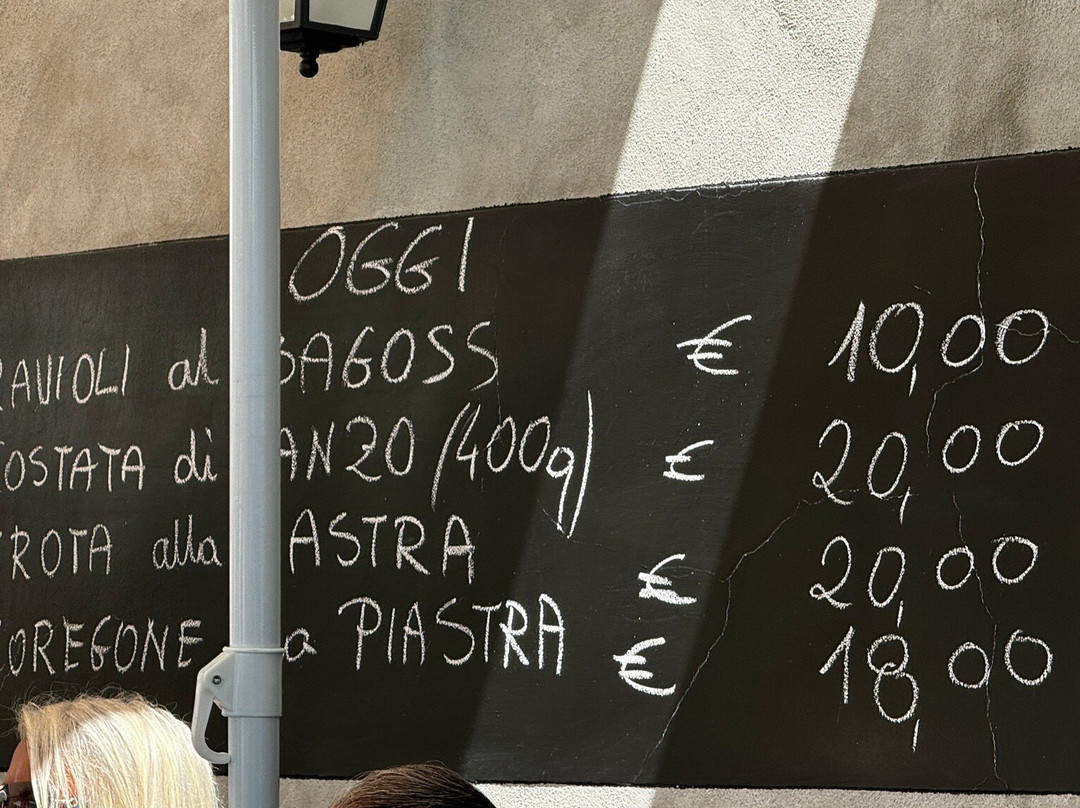 OGGI
RAVIOLI al BAGOSS € 10,00
COSTATA di MANZO (400g) € 20,00
TROTA alla PIASTRA € 20,00
COREGONE alla PIASTRA € 18,00